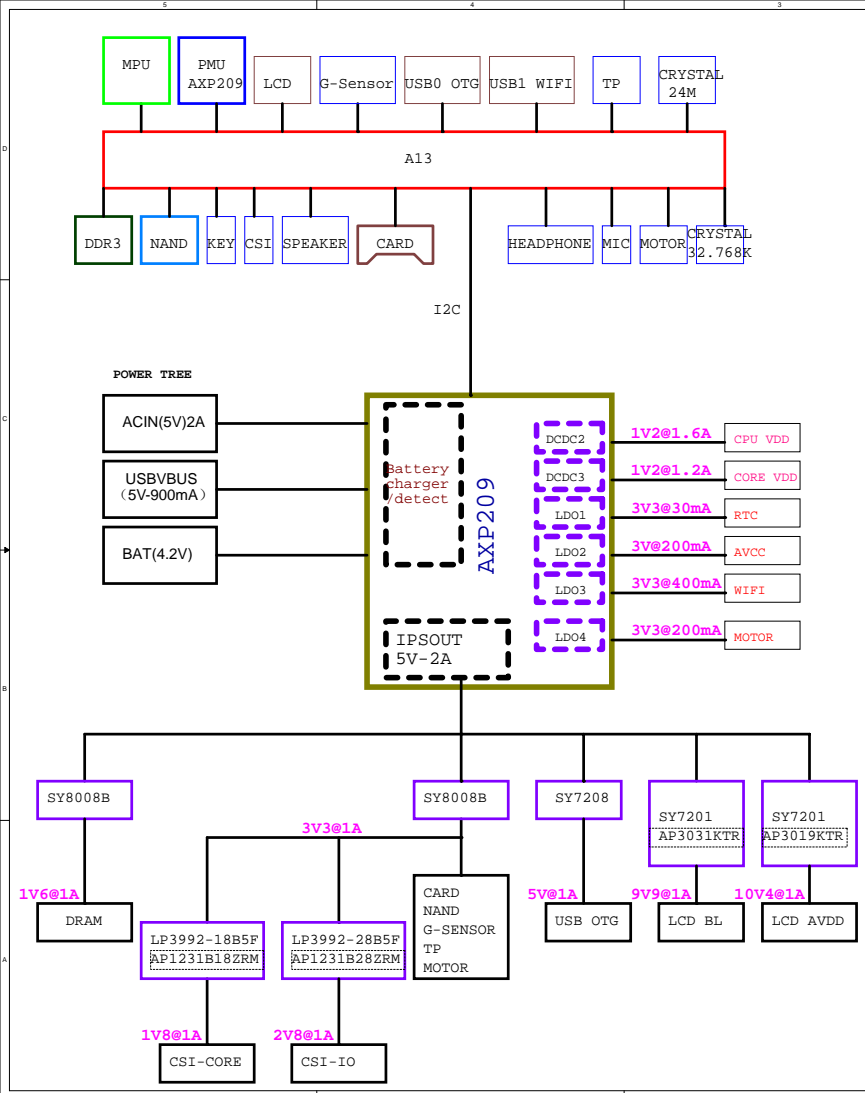 5
4
3
MPU
PMU
AXP209
LCD
G-Sensor
USB0 OTG
USB1 WIFI
TP
CRYSTAL
24M
D
A13
DDR3
NAND
KEY
CSI
SPEAKER
CARD
HEADPHONE
MIC
MOTOR
CRYSTAL
32.768K
I2C
POWER TREE
C
ACIN(5V)2A
USBVBUS
(5V-900mA)
BAT(4.2V)
Battery
charger
/detect
AXP209
DCDC2
1V2@1.6A
CPU VDD
DCDC3
1V2@1.2A
CORE VDD
LDO1
3V3@30mA
RTC
LDO2
3V@200mA
AVCC
LDO3
3V3@400mA
WIFI
LDO4
3V3@200mA
MOTOR
IPSOUT
5V-2A
B
SY8008B
SY8008B
SY7208
SY7201
AP3031KTR
SY7201
AP3019KTR
3V3@1A
1V6@1A
DRAM
CARD
NAND
G-SENSOR
TP
MOTOR
5V@1A
USB OTG
9V9@1A
LCD BL
10V4@1A
LCD AVDD
LP3992-18B5F
AP1231B18ZRM
LP3992-28B5F
AP1231B28ZRM
A
1V8@1A
CSI-CORE
2V8@1A
CSI-IO